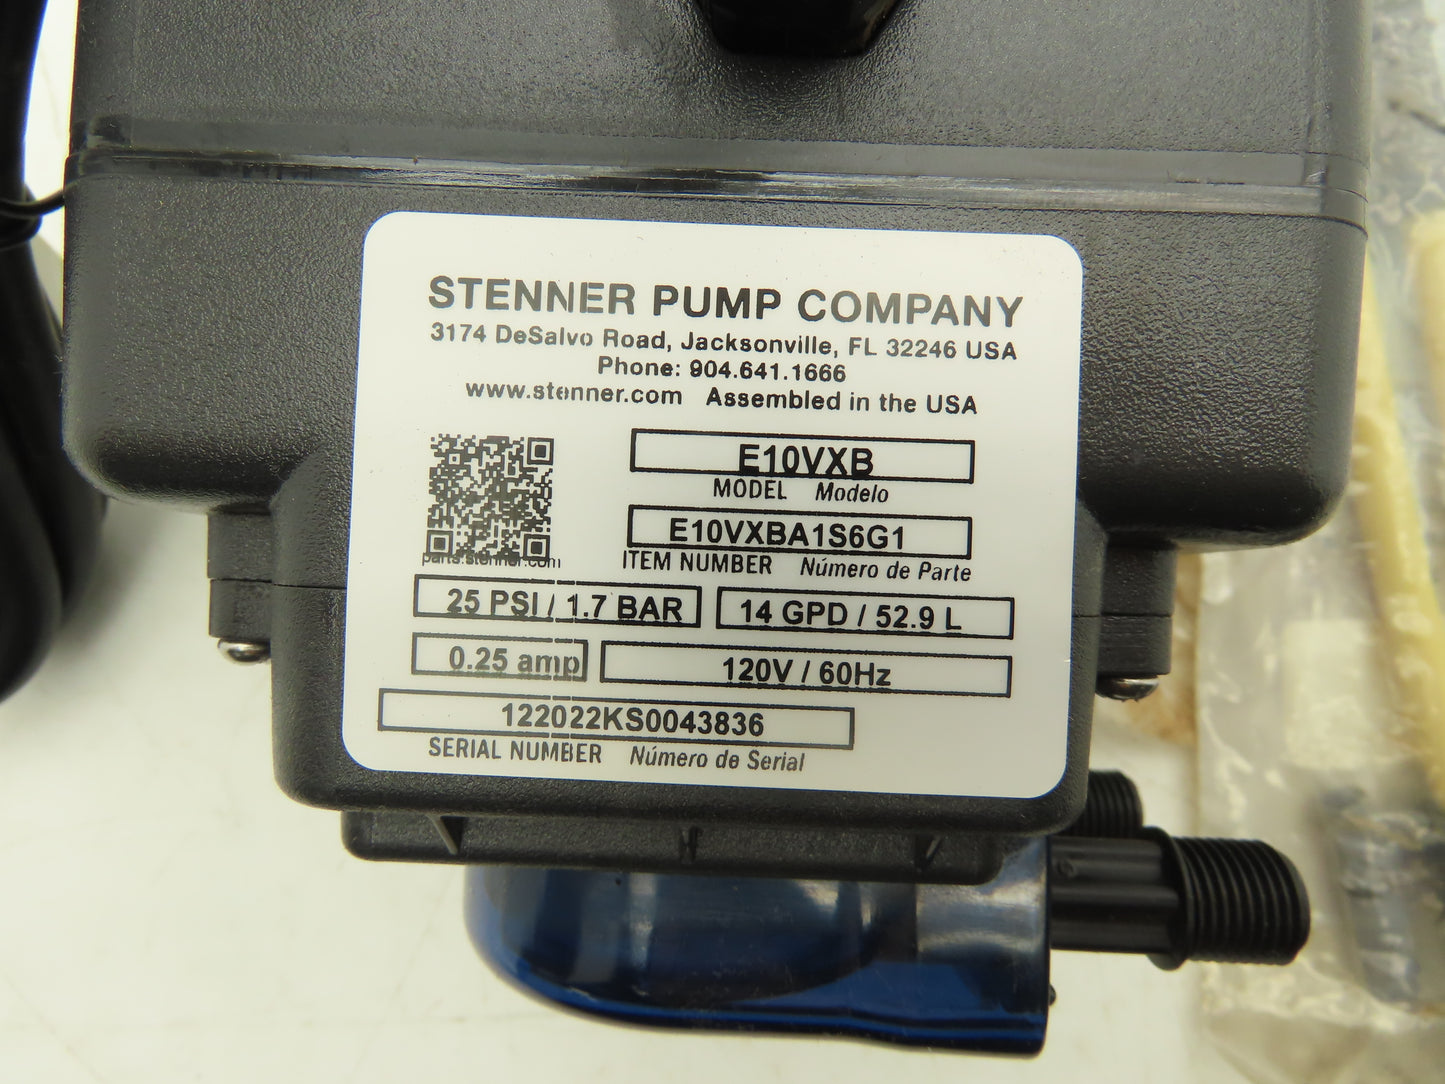 STENNER PUMP COMPANY
3174 DeSalvo Road, Jacksonville, FL 32246 USA
Phone: 904.641.1666
www.stenner.com Assembled in the USA
E10VXB
MODEL Modelo
E10VXBA1S6G1
parts.stenner.com ITEM NUMBER Número de Parte
25 PSI / 1.7 BAR 14 GPD / 52.9 L
0.25 amp 120V / 60Hz
122022KS0043836
SERIAL NUMBER Número de Serial